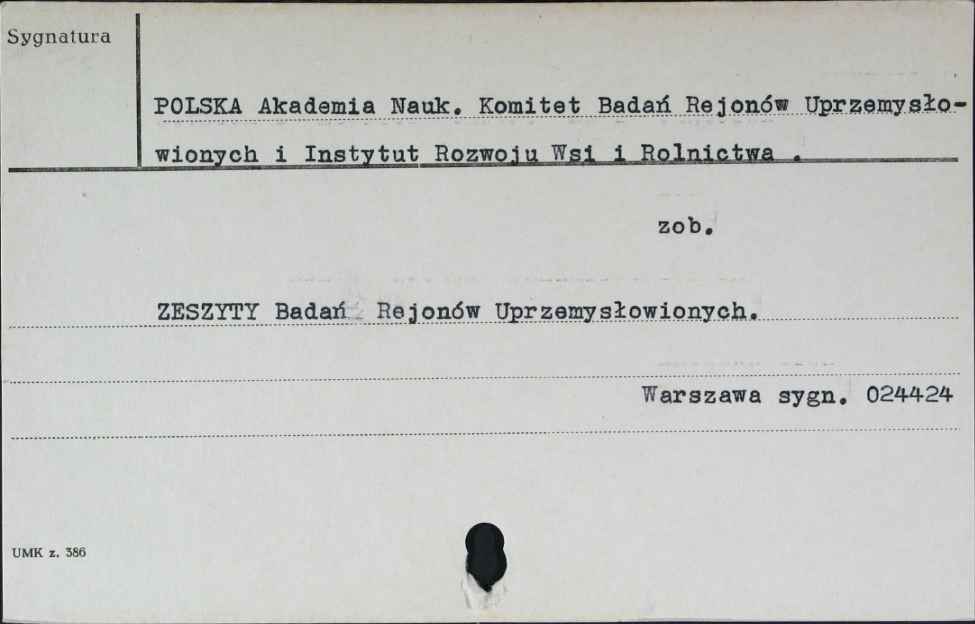 Sygnatura
POLSKA Akademia Nauk. Komitet Badań Rejonów Uprzemysło-
wionych i Instytut Rozwoju Wsi i Rolnictwa .
zob.
ZESZYTY Badań Rejonów Uprzemysłowionych.
Warszawa sygn. 024424
UMK z. 386